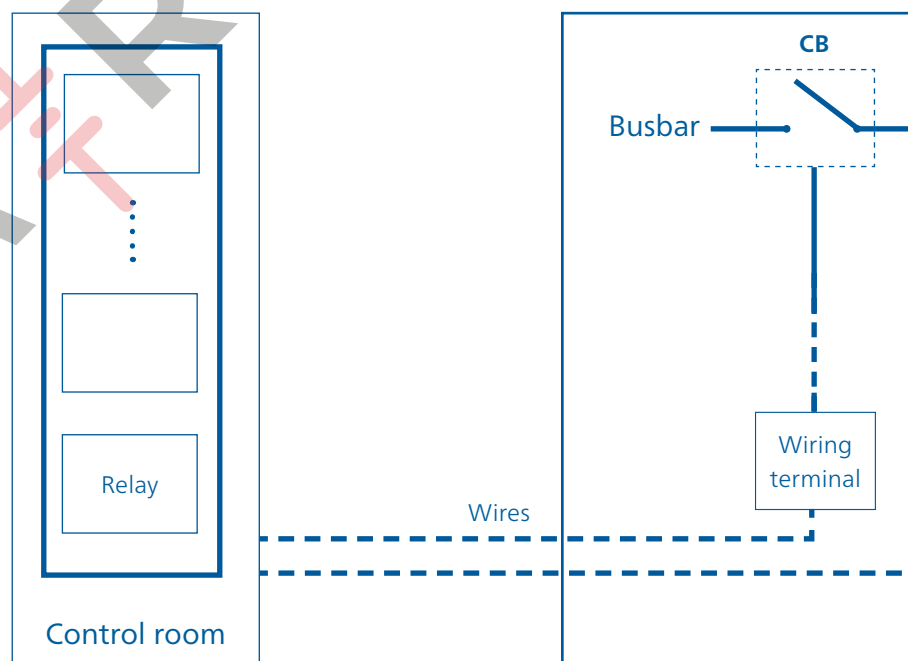 CB
Busbar
Wiring
terminal
Relay
Wires
Control room